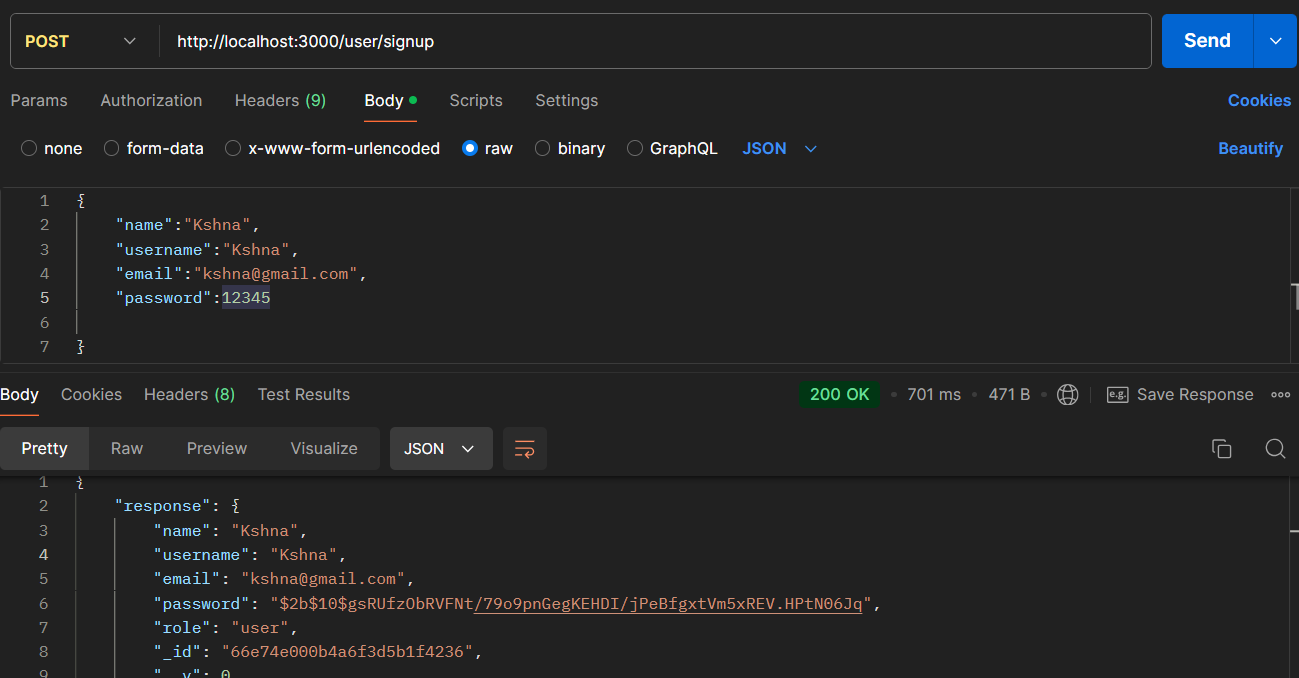 POST http://localhost:3000/user/signup Send
Params Authorization Headers (9) Body Scripts Settings Cookies
none form-data x-www-form-urlencoded raw binary GraphQL JSON Beautify
1 {
2 "name":"Kshna",
3 "username":"Kshna",
4 "email":"kshna@gmail.com",
5 "password":12345
6
7 }
Body Cookies Headers (8) Test Results 200 OK • 701 ms • 471 B • e.g. Save Response
Pretty Raw Preview Visualize JSON
1 {
2 "response": {
3 "name": "Kshna",
4 "username": "Kshna",
5 "email": "kshna@gmail.com",
6 "password": "$2b$10$gsRUfzObRVFNt/79o9pnGegKEHDI/jPeBfgxtVm5xREV.HPtN06Jq",
7 "role": "user",
8 "_id": "66e74e000b4a6f3d5b1f4236",
9 "__v": 0